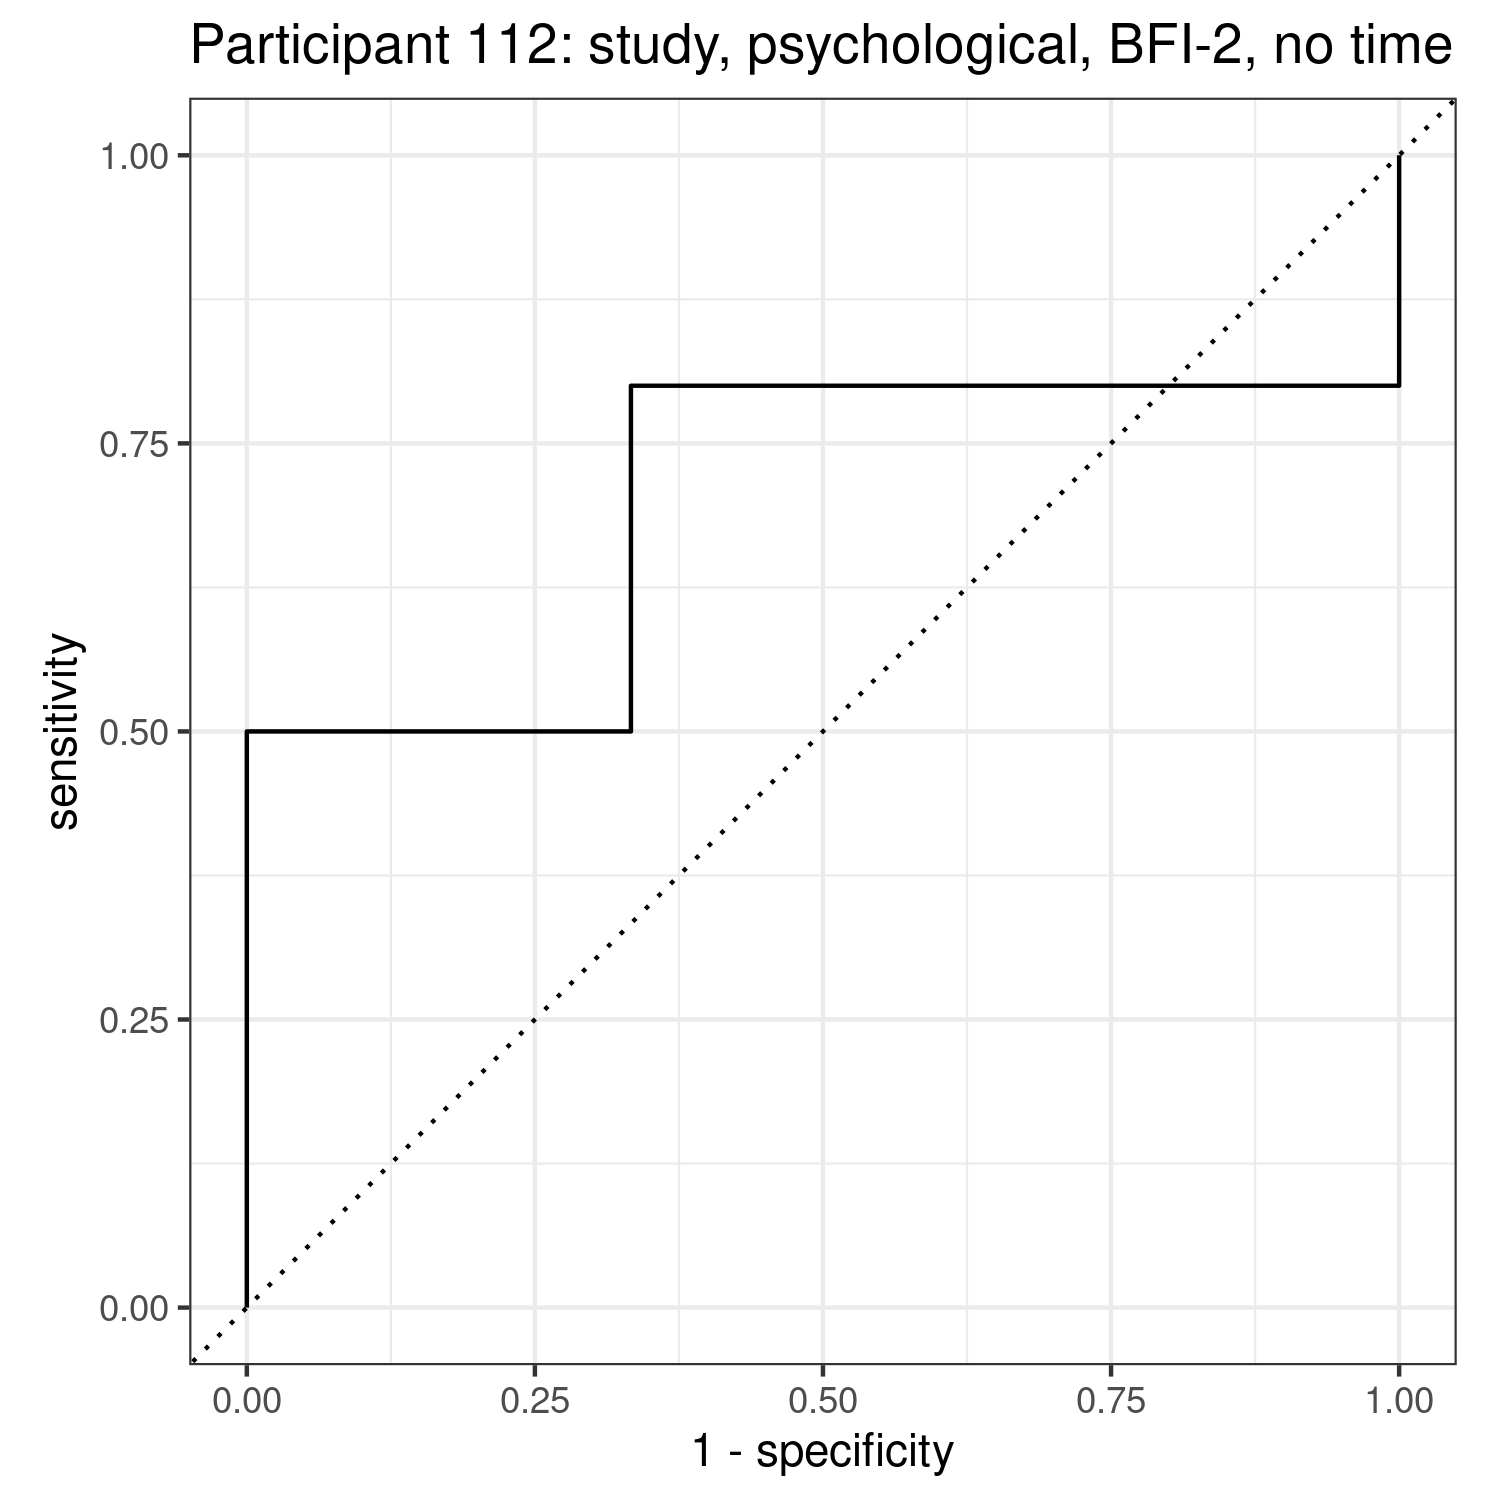 Participant 112: study, psychological, BFI-2, no time
1.00
0.75
0.50
0.25
0.00
sensitivity
0.00 0.25 0.50 0.75 1.00
1 - specificity